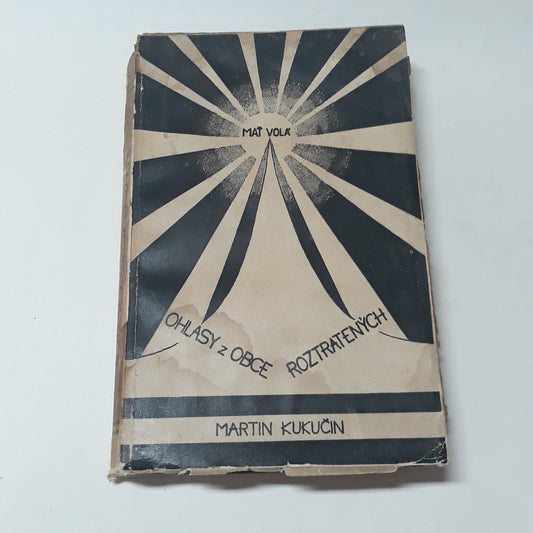 MAŤ VOLÁ
OHLASY z OBCE ROZTRATENÝCH
MARTIN KUKUČIN